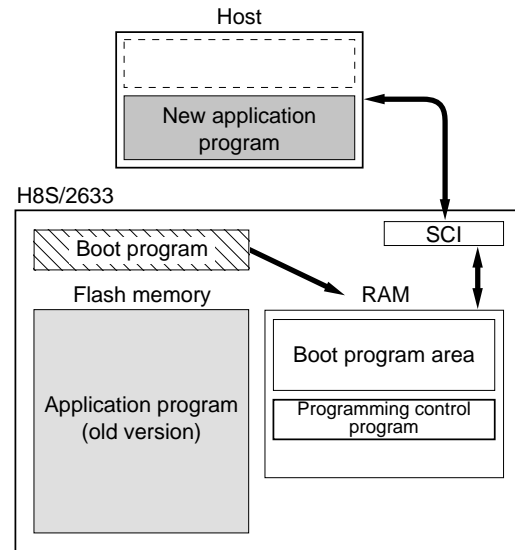 Host
New application
program
H8S/2633
SCI
Boot program
Flash memory
RAM
Boot program area
Application program
(old version)
Programming control
program